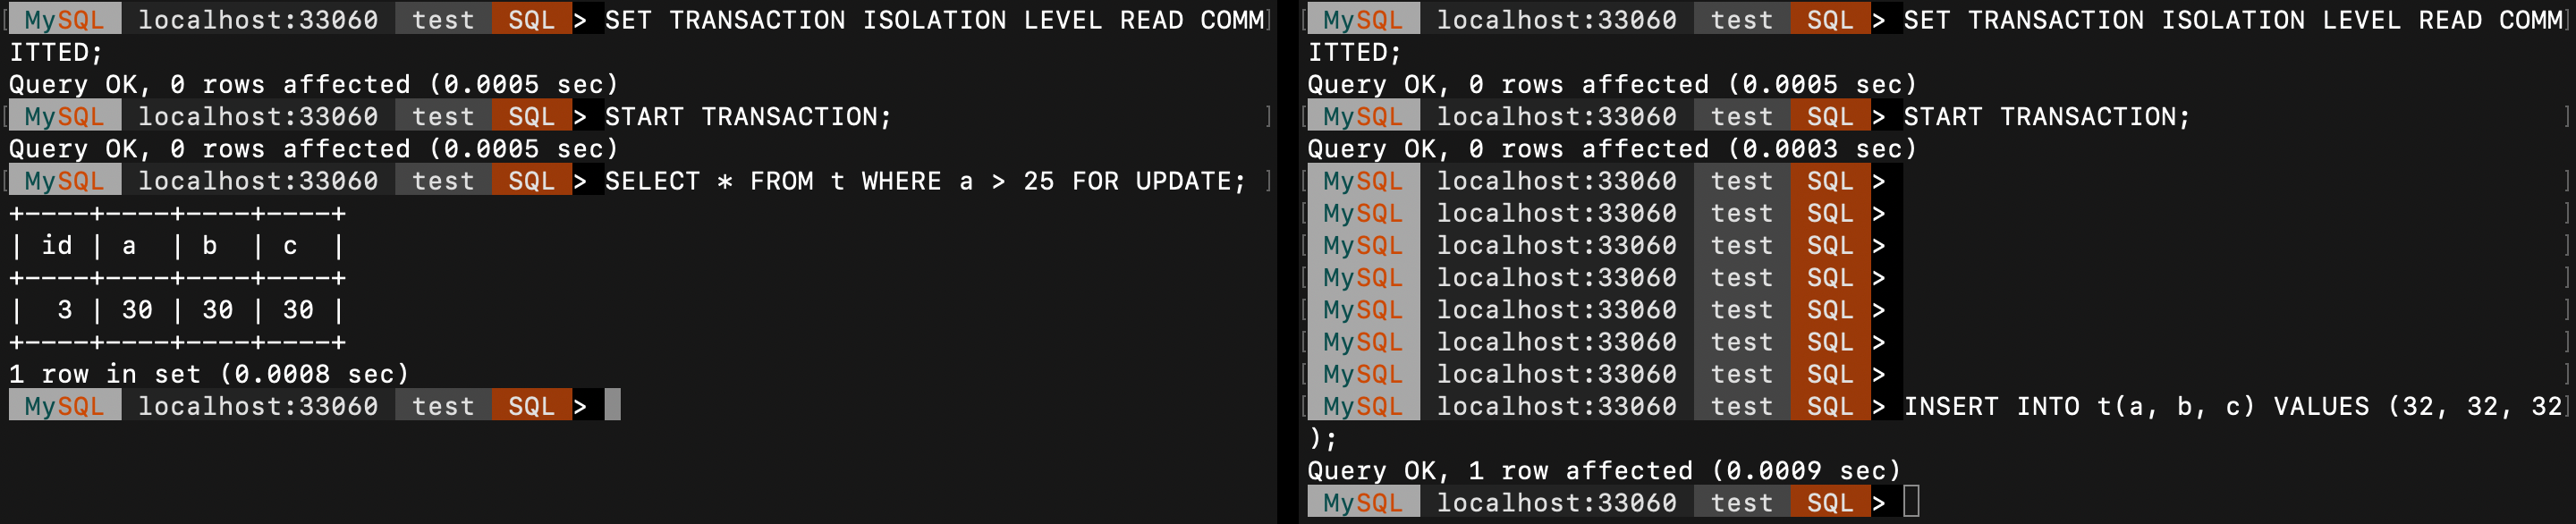 MySQL localhost:33060 test SQL > SET TRANSACTION ISOLATION LEVEL READ COMM
ITTED;
Query OK, 0 rows affected (0.0005 sec)
MySQL localhost:33060 test SQL > START TRANSACTION;
Query OK, 0 rows affected (0.0005 sec)
MySQL localhost:33060 test SQL > SELECT * FROM t WHERE a > 25 FOR UPDATE;
+----+----+----+----+
| id | a  | b  | c  |
+----+----+----+----+
|  3 | 30 | 30 | 30 |
+----+----+----+----+
1 row in set (0.0008 sec)
MySQL localhost:33060 test SQL >
MySQL localhost:33060 test SQL > SET TRANSACTION ISOLATION LEVEL READ COMM
ITTED;
Query OK, 0 rows affected (0.0005 sec)
MySQL localhost:33060 test SQL > START TRANSACTION;
Query OK, 0 rows affected (0.0003 sec)
MySQL localhost:33060 test SQL >
MySQL localhost:33060 test SQL >
MySQL localhost:33060 test SQL >
MySQL localhost:33060 test SQL >
MySQL localhost:33060 test SQL >
MySQL localhost:33060 test SQL >
MySQL localhost:33060 test SQL >
MySQL localhost:33060 test SQL > INSERT INTO t(a, b, c) VALUES (32, 32, 32
);
Query OK, 1 row affected (0.0009 sec)
MySQL localhost:33060 test SQL >